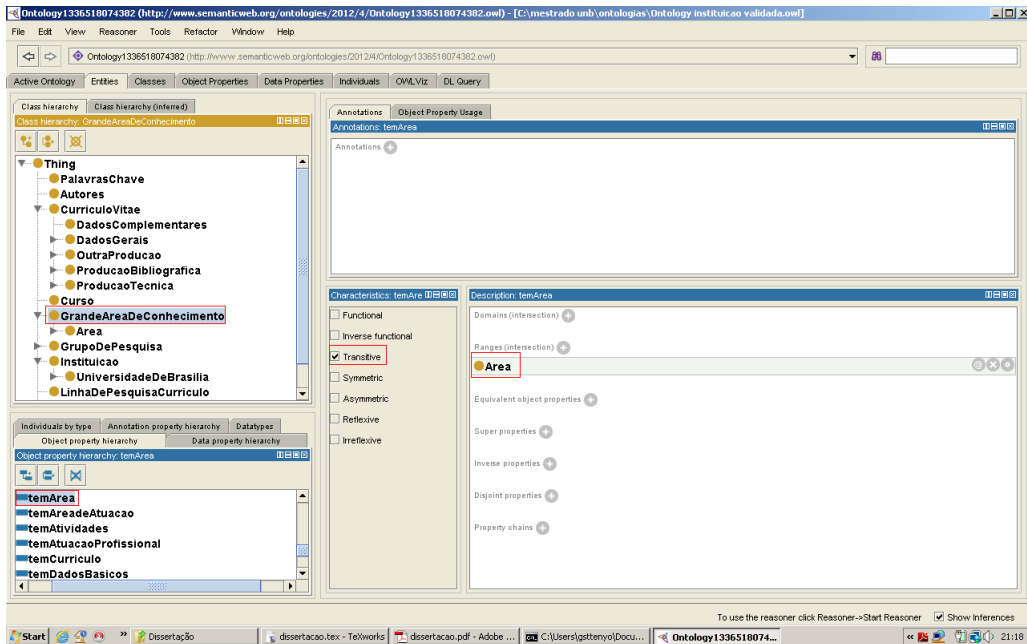 Ontology1336518074382 (http://www.semanticweb.org/ontologies/2012/4/Ontology1336518074382.owl) - [C:\mestrado unb\ontologias\Ontology instituicao validada.owl]
File Edit View Reasoner Tools Refactor Window Help
Ontology1336518074382 (http://www.semanticweb.org/ontologies/2012/4/Ontology1336518074382.owl)
Active Ontology Entities Classes Object Properties Data Properties Individuals OWLViz DL Query
Class hierarchy Class hierarchy (inferred)
Class hierarchy: GrandeAreaDeConhecimento
Thing
PalavrasChave
Autores
CurriculoVitae
DadosComplementares
DadosGerais
OutraProducao
ProducaoBibliografica
ProducaoTecnica
Curso
GrandeAreaDeConhecimento
Area
GrupoDePesquisa
Instituicao
UniversidadeDeBrasilia
LinhaDePesquisaCurriculo
Individuals by type Annotation property hierarchy Datatypes
Object property hierarchy Data property hierarchy
Object property hierarchy: temArea
temArea
temAreadeAtuacao
temAtividades
temAtuacaoProfissional
temCurriculo
temDadosBasicos
Annotations Object Property Usage
Annotations: temArea
Annotations
Characteristics: temAre
Functional
Inverse functional
Transitive
Symmetric
Asymmetric
Reflexive
Irreflexive
Description: temArea
Domains (intersection)
Ranges (intersection)
Area
Equivalent object properties
Super properties
Inverse properties
Disjoint properties
Property chains
To use the reasoner click Reasoner->Start Reasoner Show Inferences
Start » Dissertação dissertacao.tex - TeXworks dissertacao.pdf - Adobe ... C:\Users\gsttenyo\Docu... Ontology1336518074... « 21:18